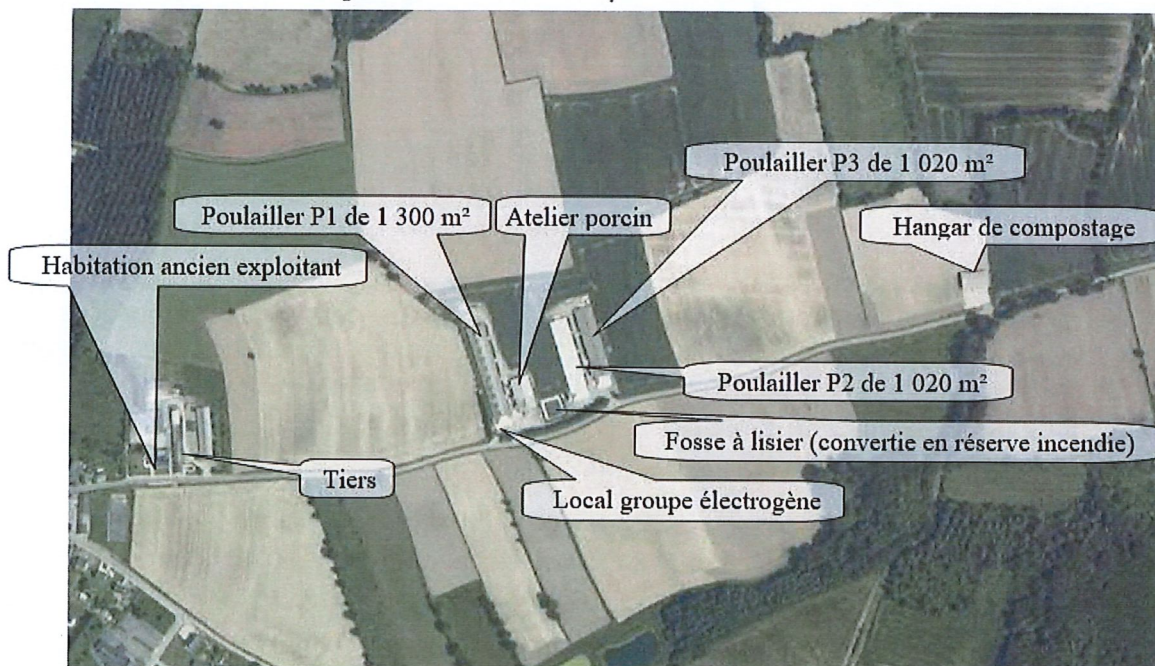 Poulailler P3 de 1 020 m²
Poulailler P1 de 1 300 m²
Atelier porcin
Hangar de compostage
Habitation ancien exploitant
Poulailler P2 de 1 020 m²
Fosse à lisier (convertie en réserve incendie)
Tiers
Local groupe électrogène